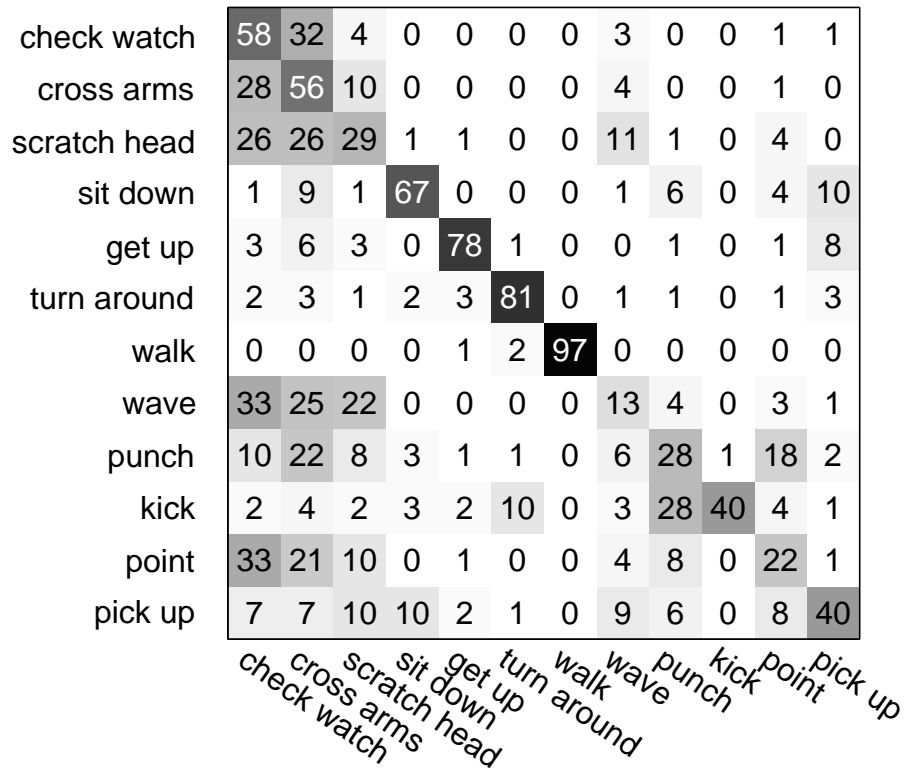 check watch 58 32 4 0 0 0 0 3 0 0 1 1
cross arms 28 56 10 0 0 0 0 4 0 0 1 0
scratch head 26 26 29 1 1 0 0 11 1 0 4 0
sit down 1 9 1 67 0 0 0 1 6 0 4 10
get up 3 6 3 0 78 1 0 0 1 0 1 8
turn around 2 3 1 2 3 81 0 1 1 0 1 3
walk 0 0 0 0 1 2 97 0 0 0 0 0
wave 33 25 22 0 0 0 0 13 4 0 3 1
punch 10 22 8 3 1 1 0 6 28 1 18 2
kick 2 4 2 3 2 10 0 3 28 40 4 1
point 33 21 10 0 1 0 0 4 8 0 22 1
pick up 7 7 10 10 2 1 0 9 6 0 8 40
check watch
cross arms
scratch head
sit down
get up
turn around
walk
wave
punch
kick
point
pick up